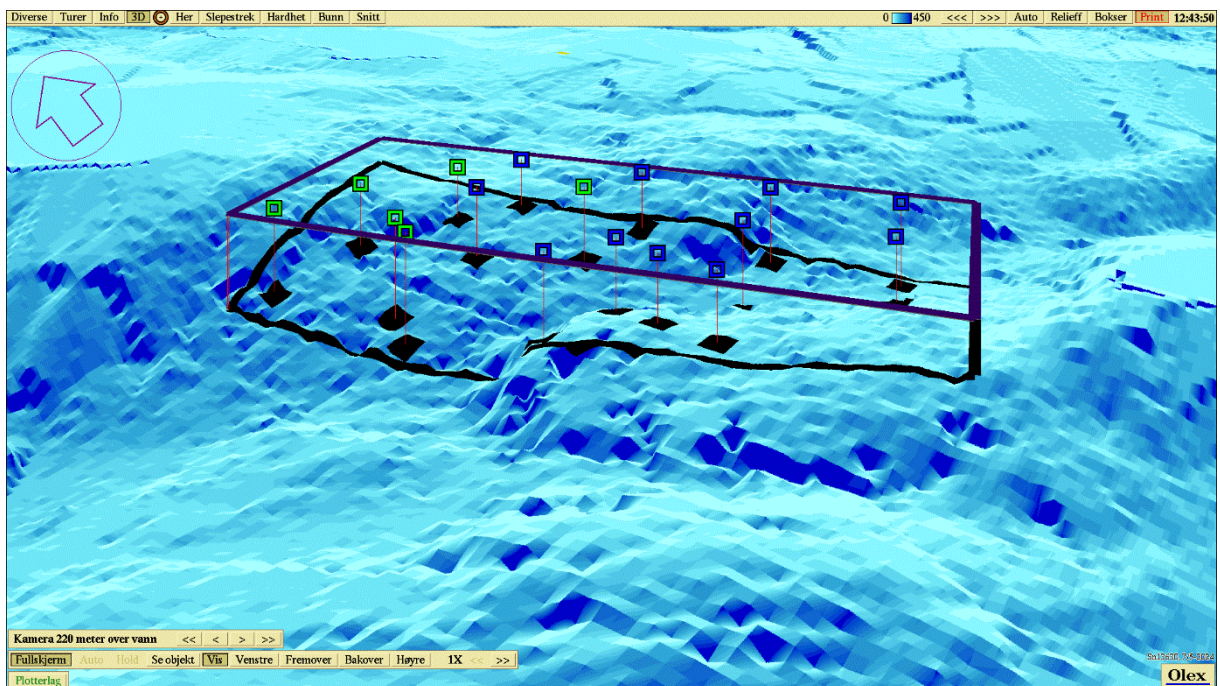 Diverse Turer Info 3D Her Slepestrek Hardhet Bunn Snitt 0 450 <<< >>> Auto Relieff Bokser Print 12:43:50
Kamera 220 meter over vann << < > >>
Fullskjerm Auto Hold Se objekt Vis Venstre Fremover Bakover Høyre 1X << >>
Plotterlag Olex